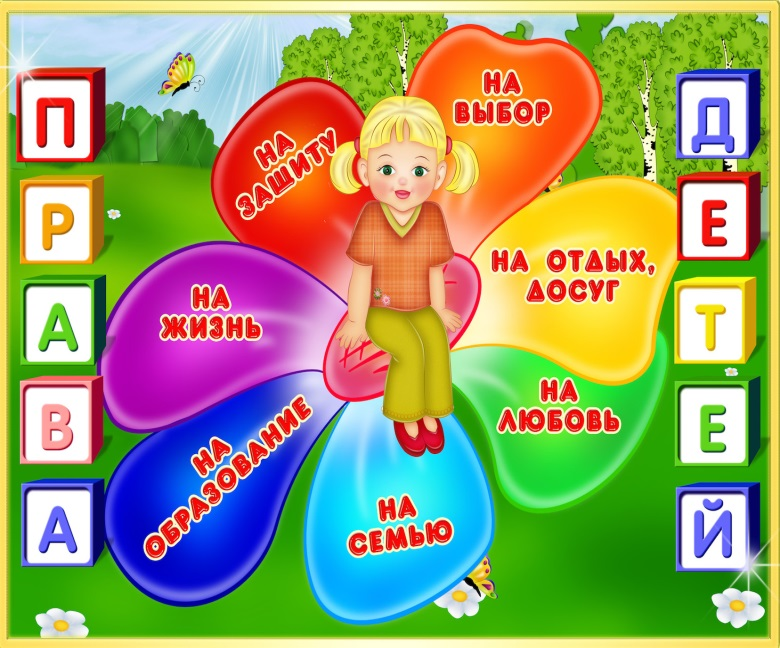 ПРАВА
ДЕТЕЙ
НА
ЗАЩИТУ
НА
ВЫБОР
НА ОТДЫХ,
ДОСУГ
НА
ЛЮБОВЬ
НА
СЕМЬЮ
НА
ОБРАЗОВАНИЕ
НА
ЖИЗНЬ